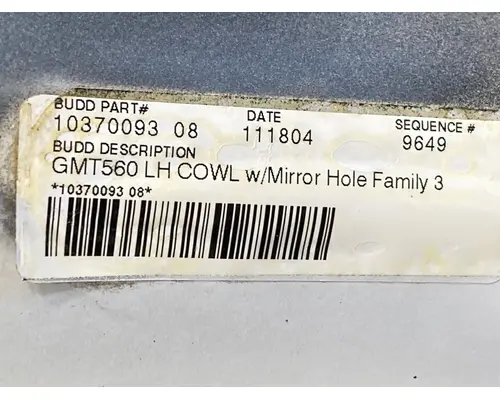 BUDD PART# DATE SEQUENCE #
10370093 08 111804 9649
BUDD DESCRIPTION
GMT560 LH COWL w/Mirror Hole Family 3
*10370093 08*